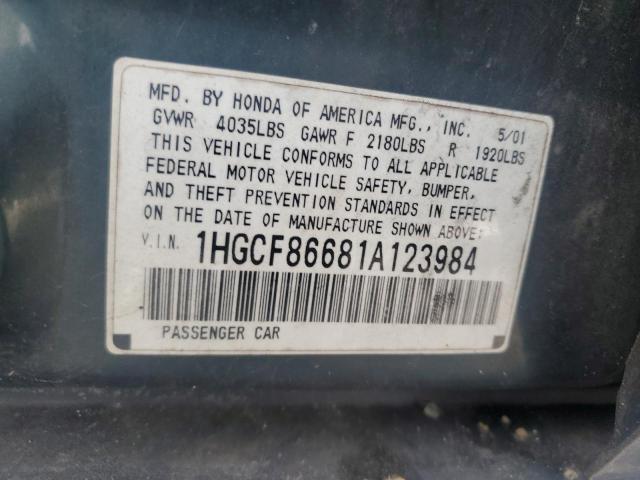 MFD. BY HONDA OF AMERICA MFG., INC. 5/01
GVWR 4035LBS GAWR F 2180LBS R 1920LBS
THIS VEHICLE CONFORMS TO ALL APPLICABLE
FEDERAL MOTOR VEHICLE SAFETY, BUMPER,
AND THEFT PREVENTION STANDARDS IN EFFECT
ON THE DATE OF MANUFACTURE SHOWN ABOVE.
V.I.N. 1HGCF86681A123984
PASSENGER CAR